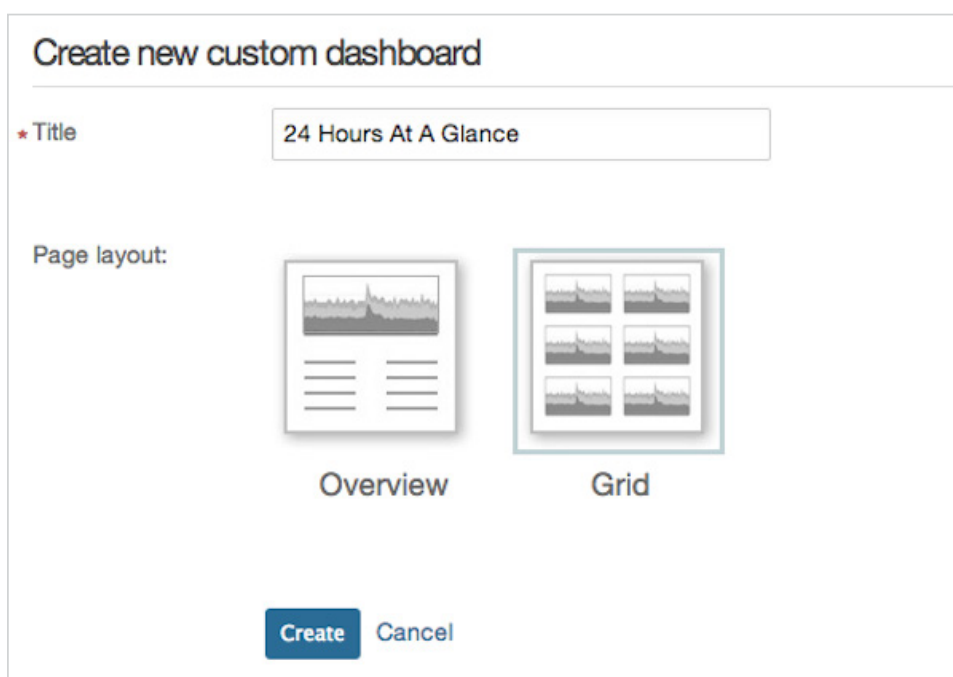 Create new custom dashboard
* Title
24 Hours At A Glance
Page layout:
Overview Grid
Create Cancel